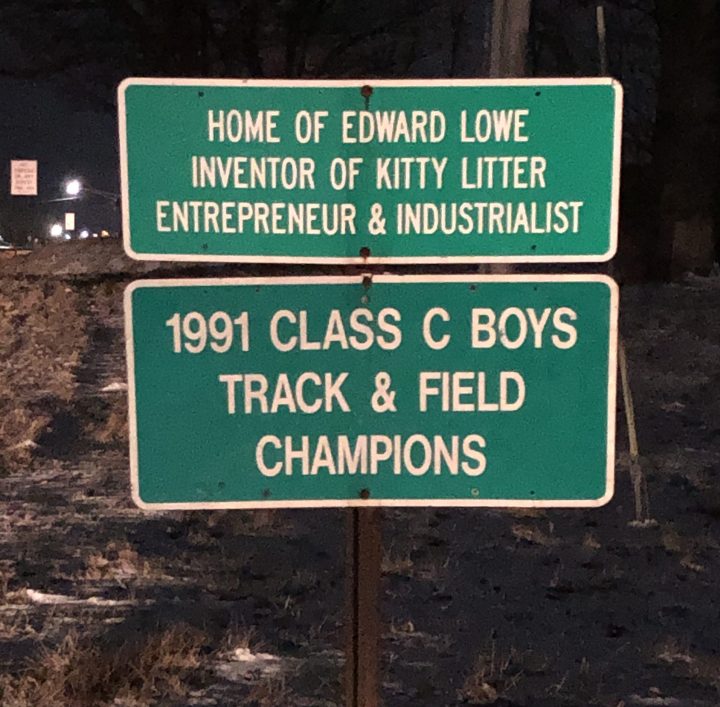 HOME OF EDWARD LOWE
INVENTOR OF KITTY LITTER
ENTREPRENEUR & INDUSTRIALIST
1991 CLASS C BOYS
TRACK & FIELD
CHAMPIONS